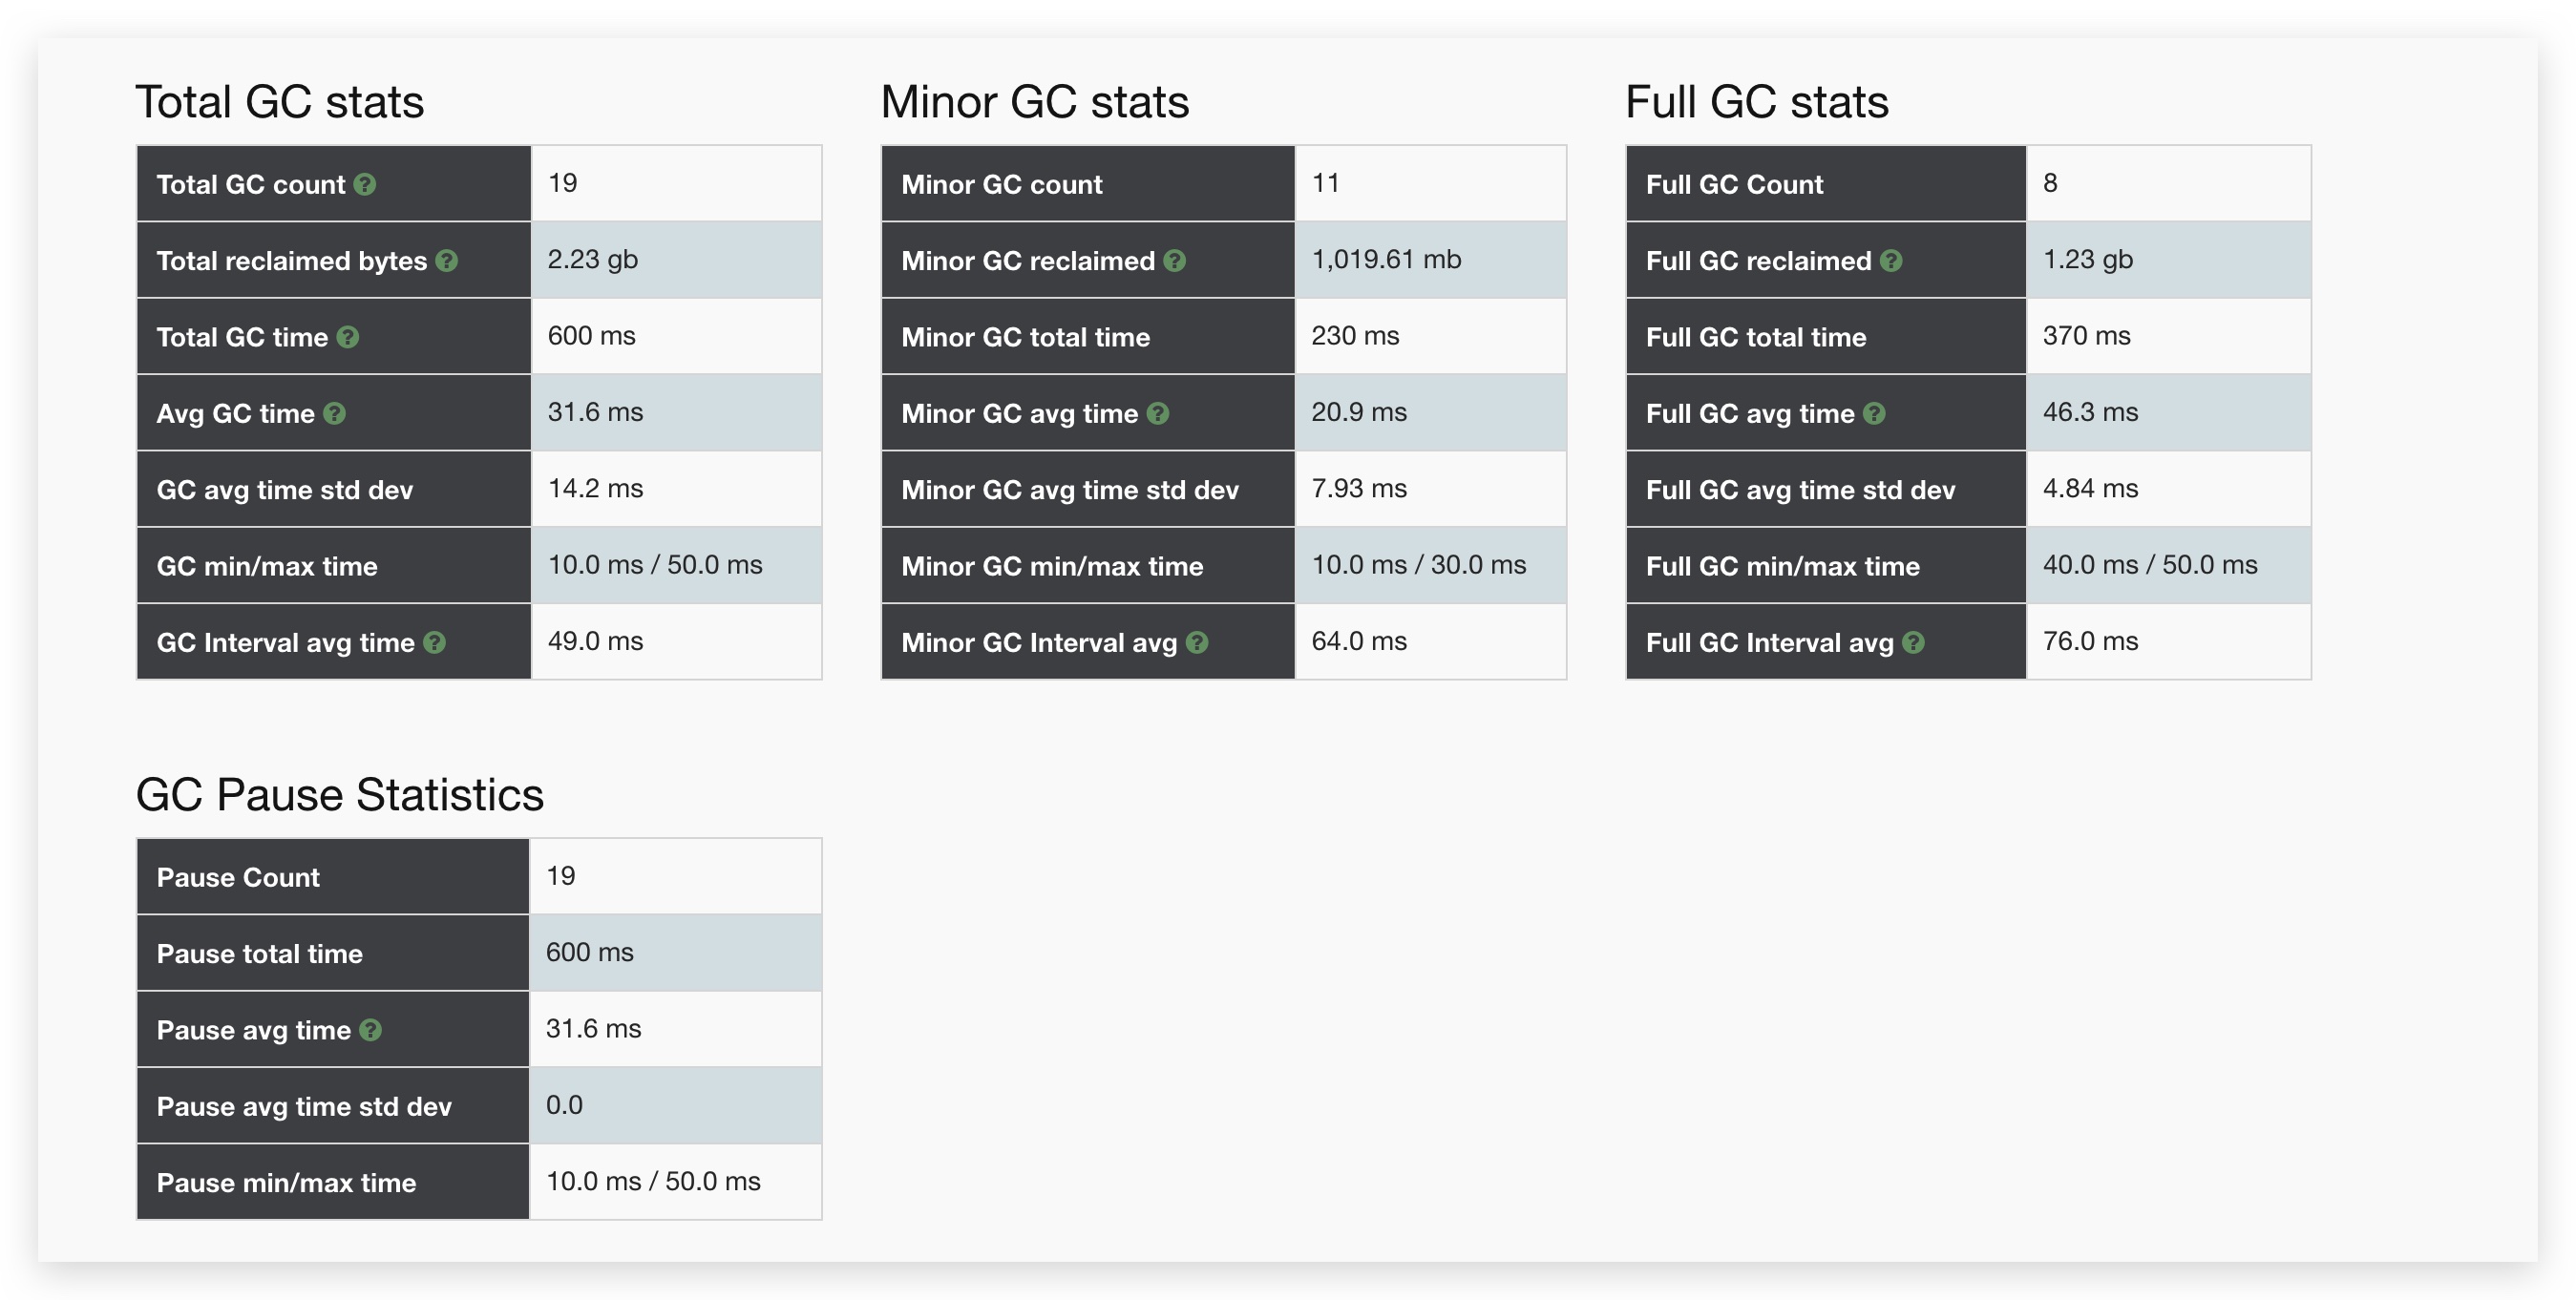 Total GC stats
Total GC count ? 19
Total reclaimed bytes ? 2.23 gb
Total GC time ? 600 ms
Avg GC time ? 31.6 ms
GC avg time std dev 14.2 ms
GC min/max time 10.0 ms / 50.0 ms
GC Interval avg time ? 49.0 ms
Minor GC stats
Minor GC count 11
Minor GC reclaimed ? 1,019.61 mb
Minor GC total time 230 ms
Minor GC avg time ? 20.9 ms
Minor GC avg time std dev 7.93 ms
Minor GC min/max time 10.0 ms / 30.0 ms
Minor GC Interval avg ? 64.0 ms
Full GC stats
Full GC Count 8
Full GC reclaimed ? 1.23 gb
Full GC total time 370 ms
Full GC avg time ? 46.3 ms
Full GC avg time std dev 4.84 ms
Full GC min/max time 40.0 ms / 50.0 ms
Full GC Interval avg ? 76.0 ms
GC Pause Statistics
Pause Count 19
Pause total time 600 ms
Pause avg time ? 31.6 ms
Pause avg time std dev 0.0
Pause min/max time 10.0 ms / 50.0 ms